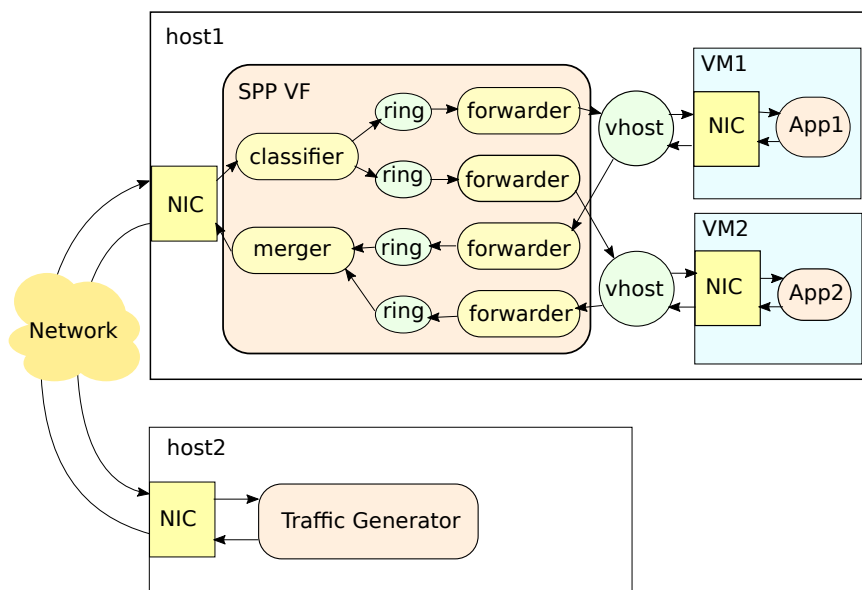 host1
SPP VF
VM1
ring
forwarder
vhost
NIC
App1
classifier
ring
forwarder
NIC
merger
ring
forwarder
VM2
ring
forwarder
vhost
NIC
App2
Network
host2
NIC
Traffic Generator